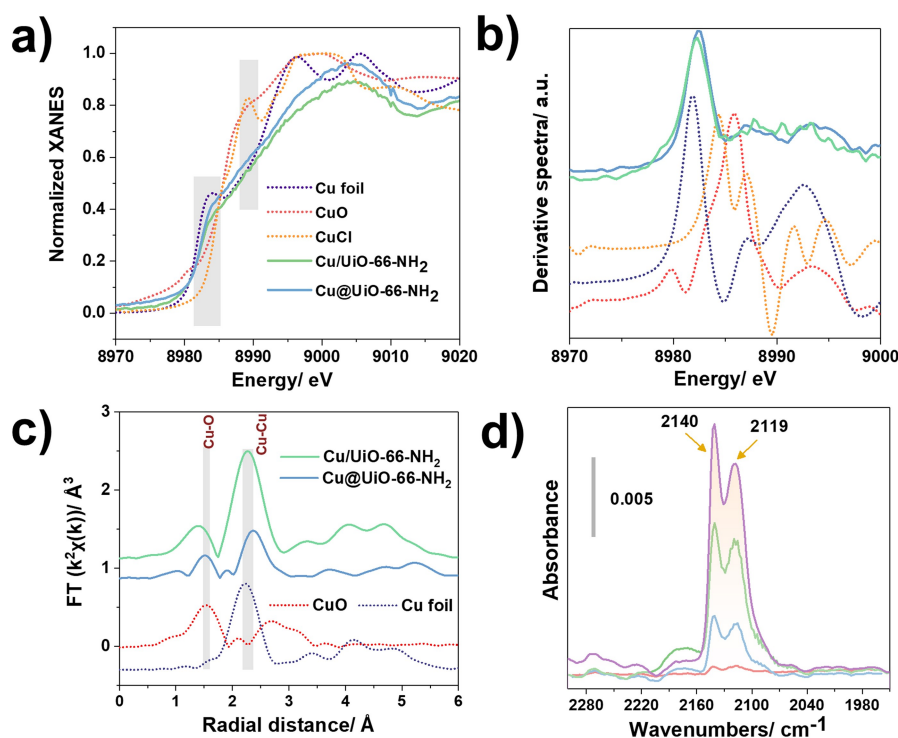 a)
Normalized XANES
1.0
0.8
0.6
0.4
0.2
0.0
Cu foil
CuO
CuCl
Cu/UiO-66-NH2
Cu@UiO-66-NH2
8970 8980 8990 9000 9010 9020
Energy/ eV
b)
Derivative spectra/ a.u.
8970 8980 8990 9000
Energy/ eV
c)
FT (k²χ(k))/ Å³
3
2
1
0
Cu-O
Cu-Cu
Cu/UiO-66-NH2
Cu@UiO-66-NH2
CuO
Cu foil
0 1 2 3 4 5 6
Radial distance/ Å
d)
Absorbance
2140
2119
0.005
2280 2220 2160 2100 2040 1980
Wavenumbers/ cm-1